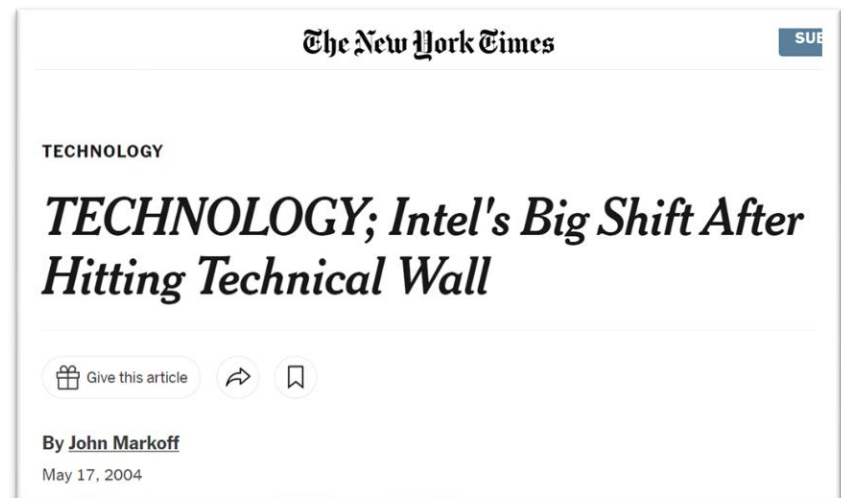 The New York Times
SUB
TECHNOLOGY
TECHNOLOGY; Intel's Big Shift After
Hitting Technical Wall
Give this article
By John Markoff
May 17, 2004